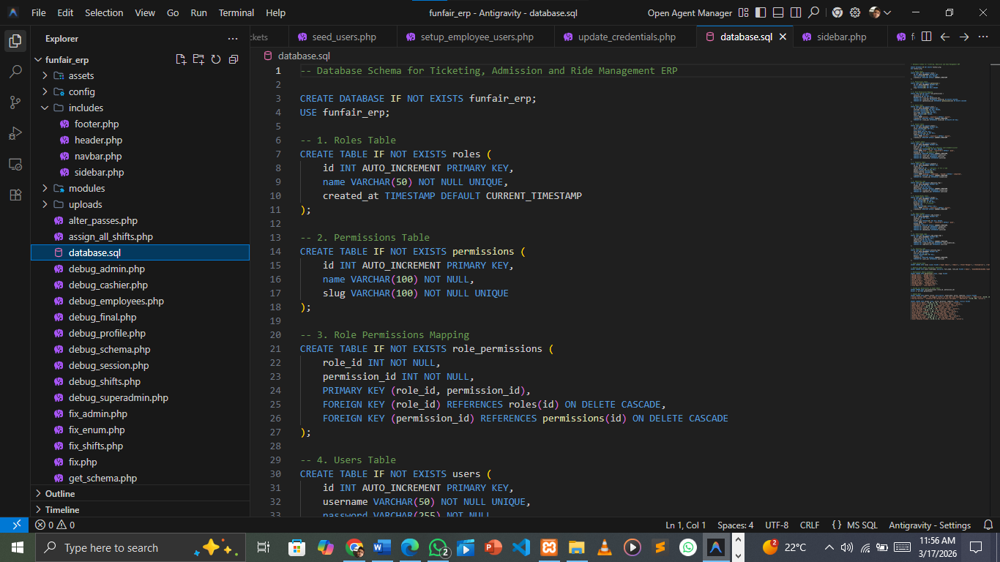 File Edit Selection View Go Run Terminal Help
funfair_erp - Antigravity - database.sql
Open Agent Manager
Explorer
funfair_erp
assets
config
includes
footer.php
header.php
navbar.php
sidebar.php
modules
uploads
alter_passes.php
assign_all_shifts.php
database.sql
debug_admin.php
debug_cashier.php
debug_employees.php
debug_final.php
debug_profile.php
debug_schema.php
debug_session.php
debug_shifts.php
debug_superadmin.php
fix_admin.php
fix_enum.php
fix_shifts.php
fix.php
get_schema.php
Outline
Timeline
ckets seed_users.php setup_employee_users.php update_credentials.php database.sql sidebar.php f
database.sql
1 -- Database Schema for Ticketing, Admission and Ride Management ERP
2
3 CREATE DATABASE IF NOT EXISTS funfair_erp;
4 USE funfair_erp;
5
6 -- 1. Roles Table
7 CREATE TABLE IF NOT EXISTS roles (
8 id INT AUTO_INCREMENT PRIMARY KEY,
9 name VARCHAR(50) NOT NULL UNIQUE,
10 created_at TIMESTAMP DEFAULT CURRENT_TIMESTAMP
11 );
12
13 -- 2. Permissions Table
14 CREATE TABLE IF NOT EXISTS permissions (
15 id INT AUTO_INCREMENT PRIMARY KEY,
16 name VARCHAR(100) NOT NULL,
17 slug VARCHAR(100) NOT NULL UNIQUE
18 );
19
20 -- 3. Role Permissions Mapping
21 CREATE TABLE IF NOT EXISTS role_permissions (
22 role_id INT NOT NULL,
23 permission_id INT NOT NULL,
24 PRIMARY KEY (role_id, permission_id),
25 FOREIGN KEY (role_id) REFERENCES roles(id) ON DELETE CASCADE,
26 FOREIGN KEY (permission_id) REFERENCES permissions(id) ON DELETE CASCADE
27 );
28
29 -- 4. Users Table
30 CREATE TABLE IF NOT EXISTS users (
31 id INT AUTO_INCREMENT PRIMARY KEY,
32 username VARCHAR(50) NOT NULL UNIQUE,
33 password VARCHAR(255) NOT NULL
0 0
Ln 1, Col 1 Spaces: 4 UTF-8 CRLF {} MS SQL Antigravity - Settings
Type here to search
2
2
22°C
11:56 AM
3/17/2026